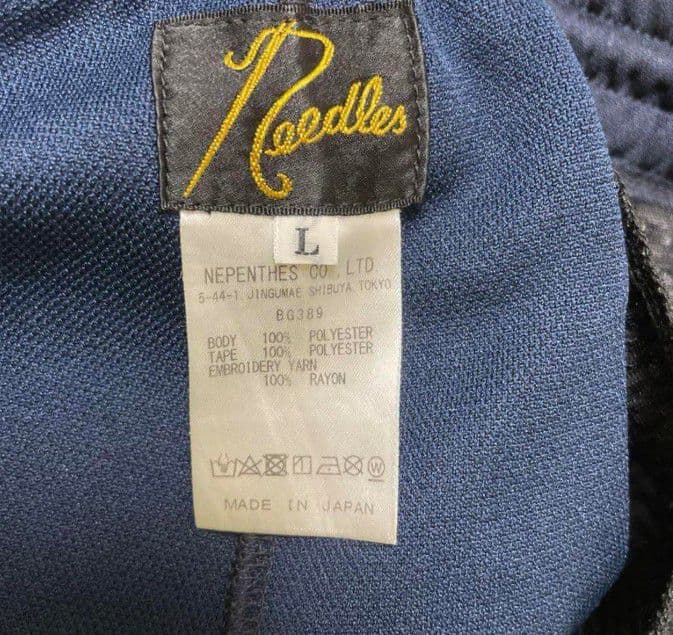 Needles
L
NEPENTHES CO.,LTD.
5-44-1 JINGUMAE SHIBUYA TOKYO
BG389
BODY 100% POLYESTER
TAPE 100% POLYESTER
EMBROIDERY YARN
100% RAYON
W
MADE IN JAPAN